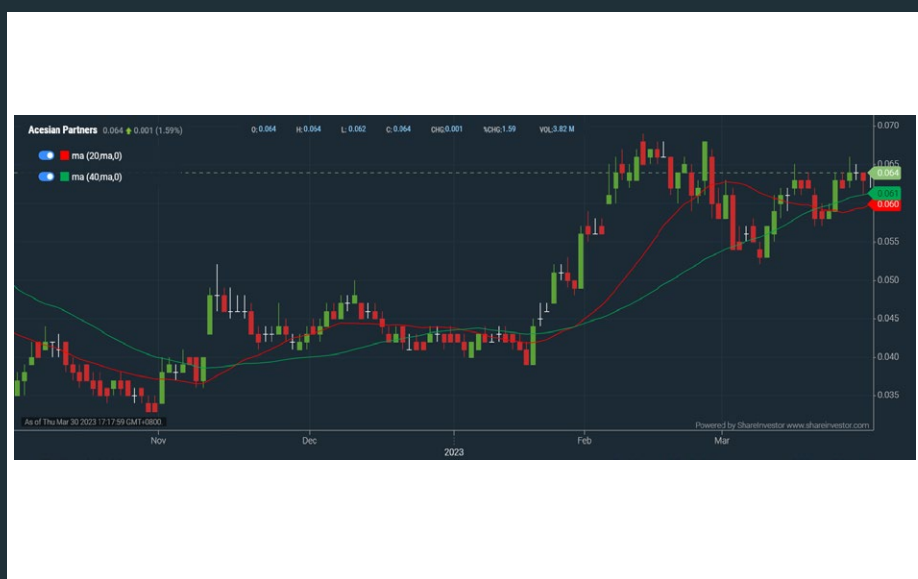 Acesian Partners 0.064 0.001 (1.59%) O:0.064 H:0.064 L:0.062 C:0.064 CHG:0.001 %CHG:1.59 VOL:3.82 M
ma (20,ma,0)
ma (40,ma,0)
0.070
0.065
0.064
0.061
0.060
0.055
0.050
0.045
0.040
0.035
As of Thu Mar 30 2023 17:17:59 GMT+0800
Powered by ShareInvestor www.shareinvestor.com
Nov Dec Feb Mar
2023